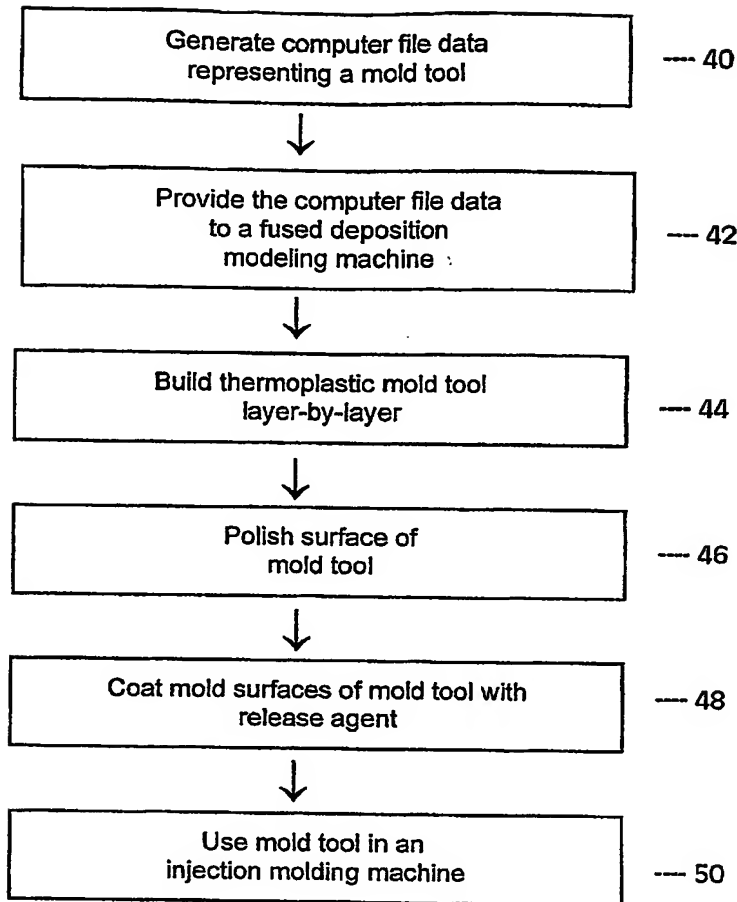 Generate computer file data
representing a mold tool
--- 40
Provide the computer file data
to a fused deposition
modeling machine
--- 42
Build thermoplastic mold tool
layer-by-layer
--- 44
Polish surface of
mold tool
--- 46
Coat mold surfaces of mold tool with
release agent
--- 48
Use mold tool in an
injection molding machine
--- 50